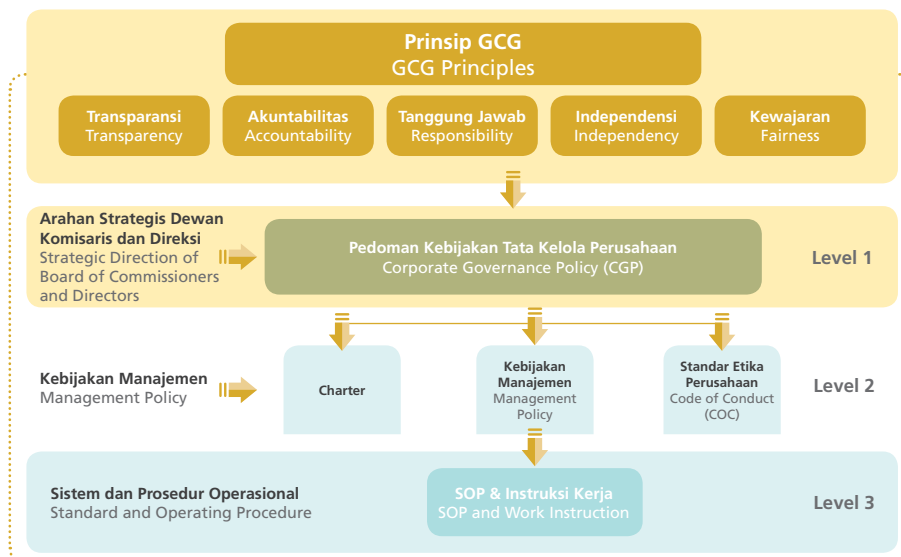 Prinsip GCG
GCG Principles
Transparansi
Transparency
Akuntabilitas
Accountability
Tanggung Jawab
Responsibility
Independensi
Independency
Kewajaran
Fairness
Arahan Strategis Dewan
Komisaris dan Direksi
Strategic Direction of
Board of Commissioners
and Directors
Pedoman Kebijakan Tata Kelola Perusahaan
Corporate Governance Policy (CGP)
Level 1
Kebijakan Manajemen
Management Policy
Charter
Kebijakan
Manajemen
Management
Policy
Standar Etika
Perusahaan
Code of Conduct
(COC)
Level 2
Sistem dan Prosedur Operasional
Standard and Operating Procedure
SOP & Instruksi Kerja
SOP and Work Instruction
Level 3